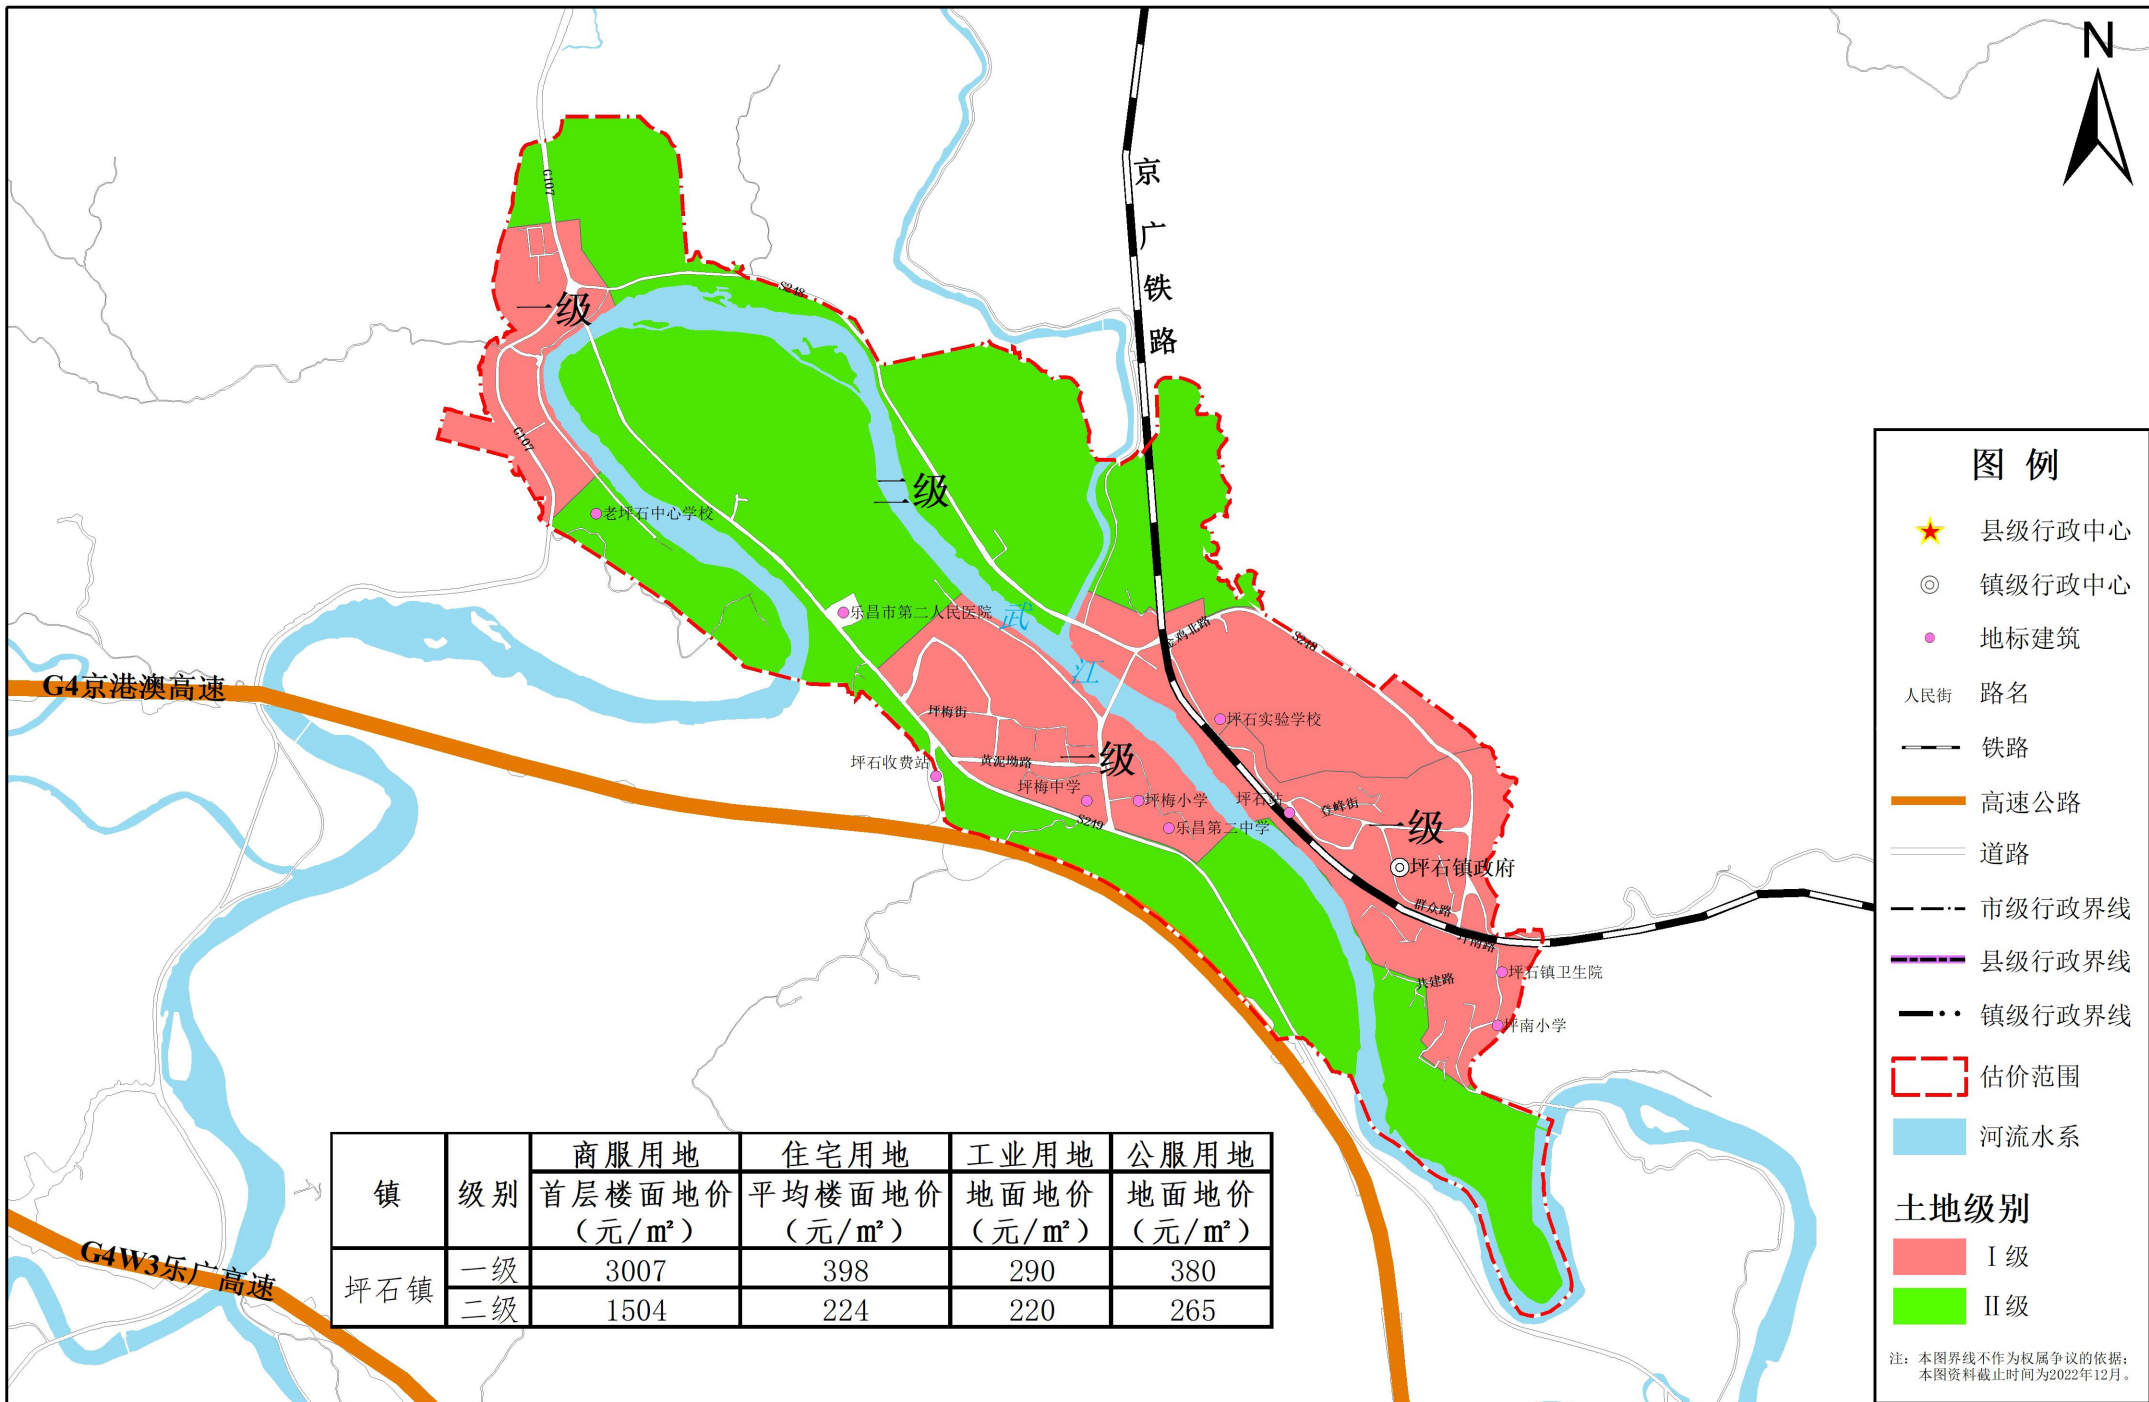 N
京广铁路
G107
S248
一级
G107
二级
老坪石中心学校
乐昌市第二人民医院
武江
金鸡北路
S248
G4京港澳高速
坪梅街
坪石实验学校
黄泥坳路
一级
坪石收费站
坪梅中学
坪梅小学
坪石站
登峰街
一级
S249
乐昌第二中学
坪石镇政府
群众路
坪南路
坪石镇卫生院
共建路
坪南小学
G4W3乐广高速
镇 级别 商服用地 住宅用地 工业用地 公服用地
首层楼面地价（元/㎡） 平均楼面地价（元/㎡） 地面地价（元/㎡） 地面地价（元/㎡）
坪石镇 一级 3007 398 290 380
二级 1504 224 220 265
图 例
县级行政中心
镇级行政中心
地标建筑
人民街 路名
铁路
高速公路
道路
市级行政界线
县级行政界线
镇级行政界线
估价范围
河流水系
土地级别
Ⅰ级
Ⅱ级
注：本图界线不作为权属争议的依据；
本图资料截止时间为2022年12月。